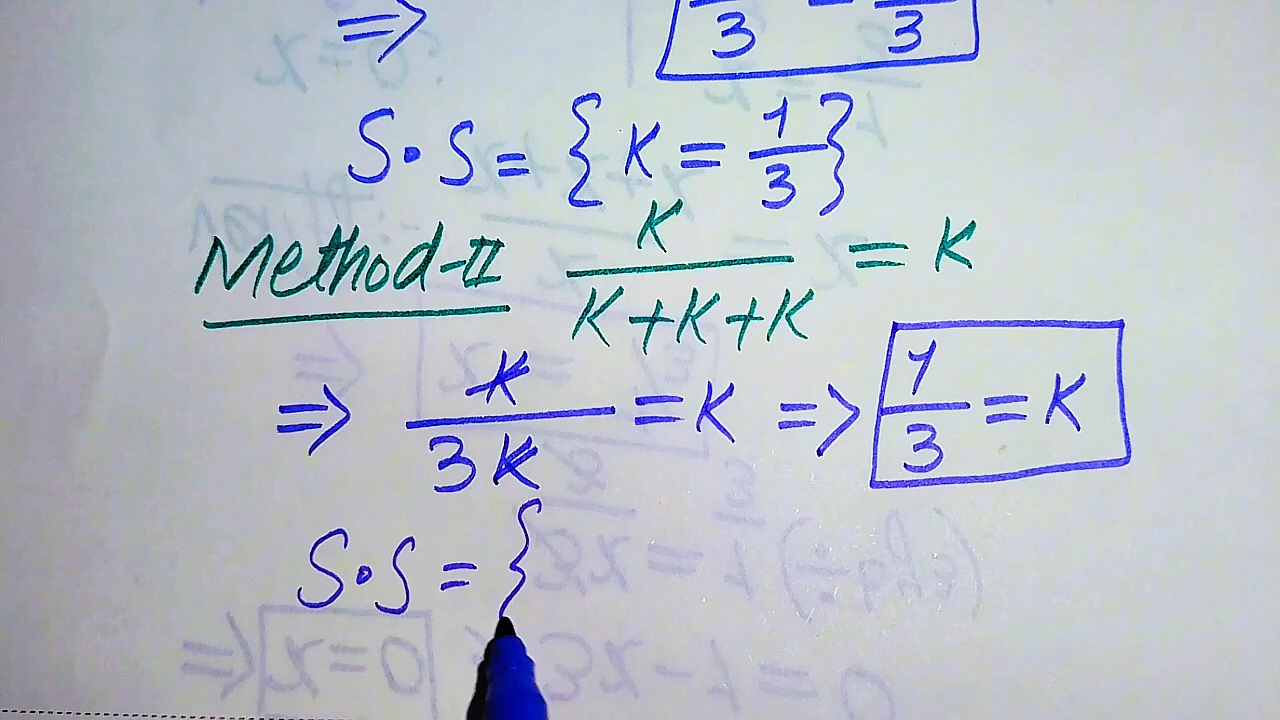 ⇒ 3 3
S•S = { K = 1/3 }
Method-II K/(K+K+K) = K
⇒ K/3K = K ⇒ 1/3 = K
S•S = {